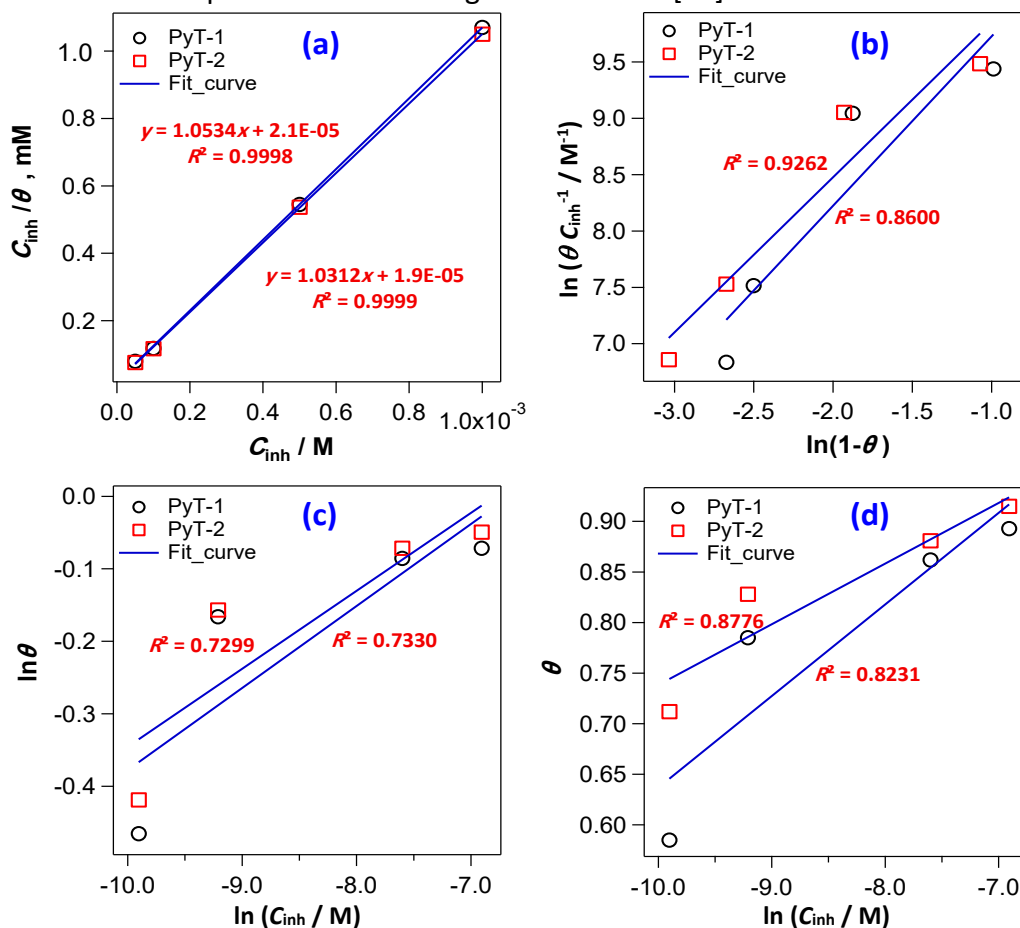 (a)
PyT-1
PyT-2
Fit_curve
y = 1.0534x + 2.1E-05
R² = 0.9998
y = 1.0312x + 1.9E-05
R² = 0.9999
C_inh / θ , mM
1.0
0.8
0.6
0.4
0.2
0.0 0.2 0.4 0.6 0.8 1.0x10⁻³
C_inh / M
(b)
PyT-1
PyT-2
Fit_curve
R² = 0.9262
R² = 0.8600
ln (θ C_inh⁻¹ / M⁻¹)
9.5
9.0
8.5
8.0
7.5
7.0
-3.0 -2.5 -2.0 -1.5 -1.0
ln(1-θ )
(c)
PyT-1
PyT-2
Fit_curve
R² = 0.7299
R² = 0.7330
lnθ
0.0
-0.1
-0.2
-0.3
-0.4
-10.0 -9.0 -8.0 -7.0
ln (C_inh / M)
(d)
PyT-1
PyT-2
Fit_curve
R² = 0.8776
R² = 0.8231
θ
0.90
0.85
0.80
0.75
0.70
0.65
0.60
-10.0 -9.0 -8.0 -7.0
ln (C_inh / M)